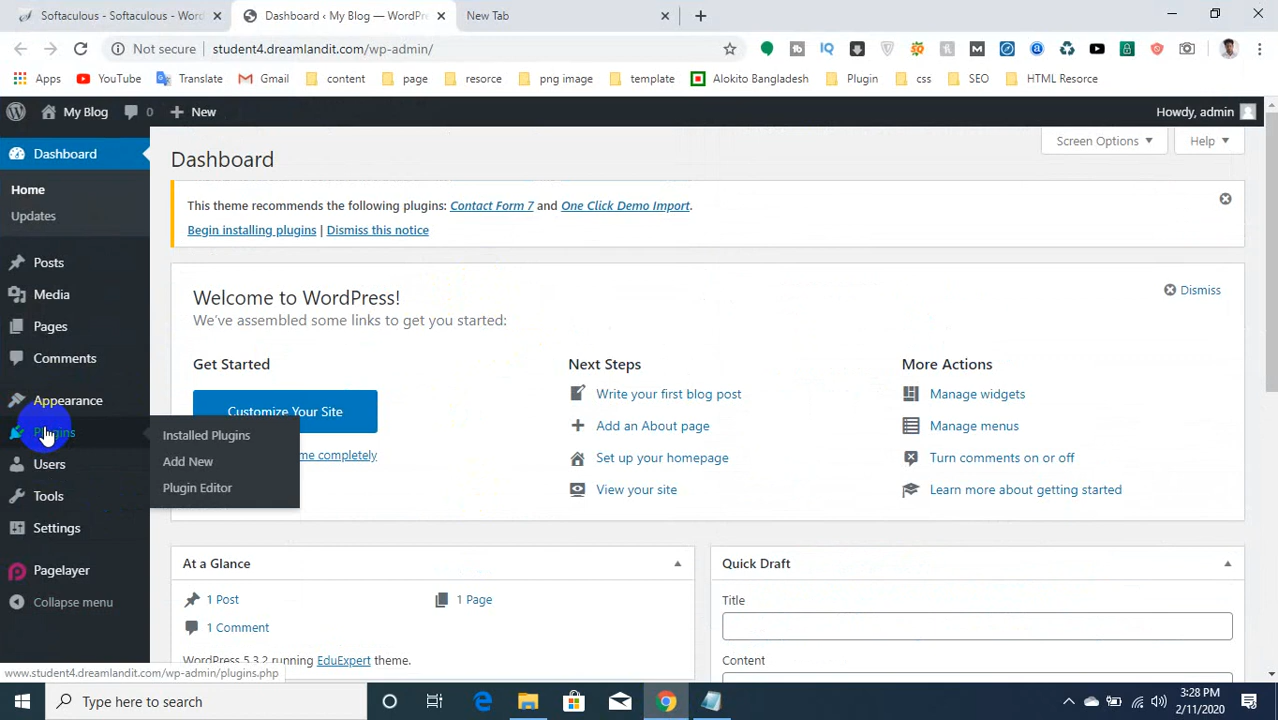 Softaculous - Softaculous - WordPr
Dashboard ‹ My Blog — WordPre
New Tab
Not secure
student4.dreamlandit.com/wp-admin/
Apps
YouTube
Translate
Gmail
content
page
resorce
png image
template
Alokito Bangladesh
Plugin
css
SEO
HTML Resorce
My Blog
0
New
Howdy, admin
Dashboard
Home
Updates
Posts
Media
Pages
Comments
Appearance
Plugins
Users
Tools
Settings
Pagelayer
Collapse menu
Installed Plugins
Add New
Plugin Editor
Dashboard
Screen Options
Help
This theme recommends the following plugins: Contact Form 7 and One Click Demo Import.
Begin installing plugins | Dismiss this notice
Welcome to WordPress!
We've assembled some links to get you started:
Dismiss
Get Started
Customize Your Site
me completely
Next Steps
Write your first blog post
Add an About page
Set up your homepage
View your site
More Actions
Manage widgets
Manage menus
Turn comments on or off
Learn more about getting started
At a Glance
1 Post
1 Page
1 Comment
WordPress 5.3.2 running EduExpert theme.
Quick Draft
Title
Content
www.student4.dreamlandit.com/wp-admin/plugins.php
Type here to search
3:28 PM
2/11/2020